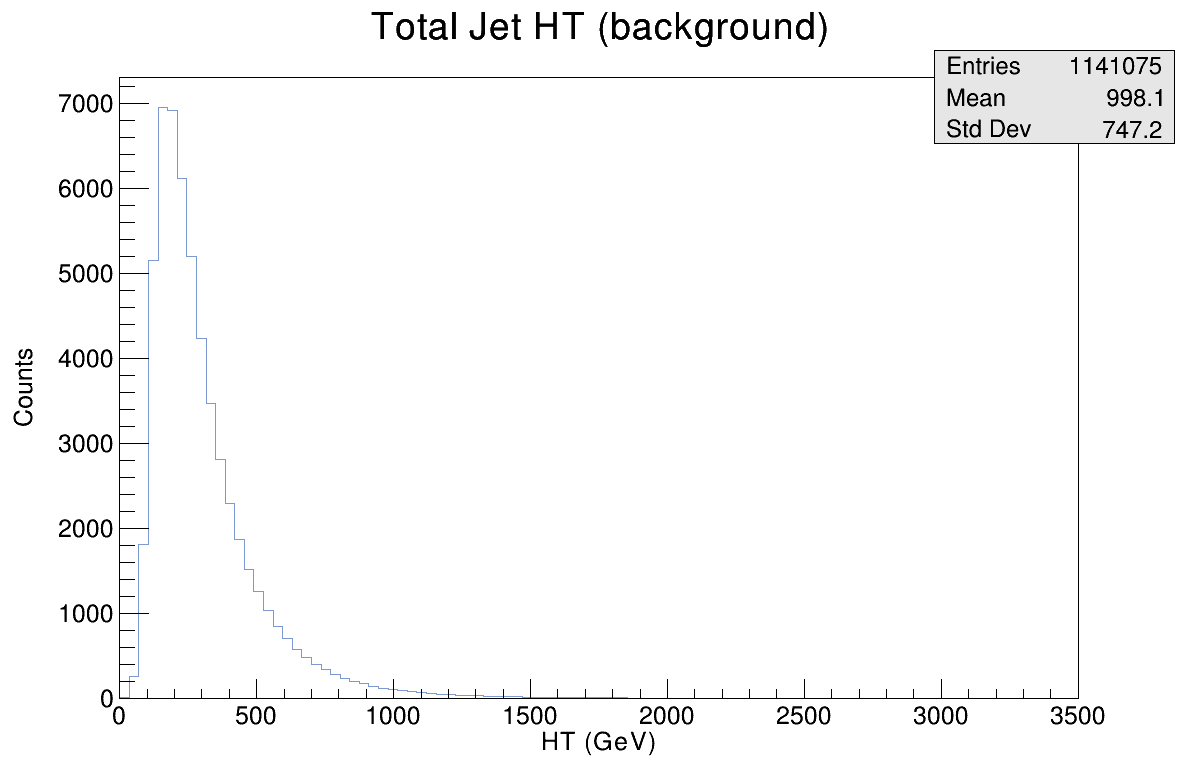 Total Jet HT (background)
Entries 1141075
Mean 998.1
Std Dev 747.2
7000
6000
5000
4000
3000
2000
1000
0
Counts
0 500 1000 1500 2000 2500 3000 3500
HT (GeV)